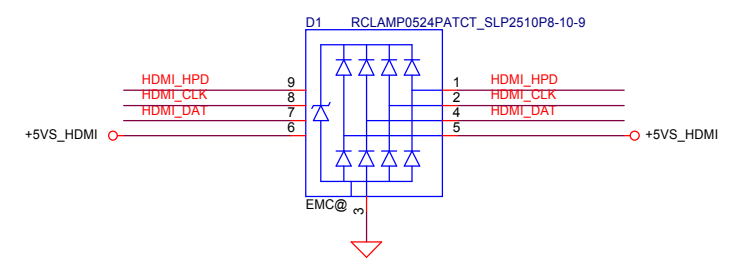 D1 RCLAMP0524PATCT_SLP2510P8-10-9
HDMI_HPD 9 1 HDMI_HPD
HDMI_CLK 8 2 HDMI_CLK
HDMI_DAT 7 4 HDMI_DAT
+5VS_HDMI 6 5 +5VS_HDMI
EMC@ 3